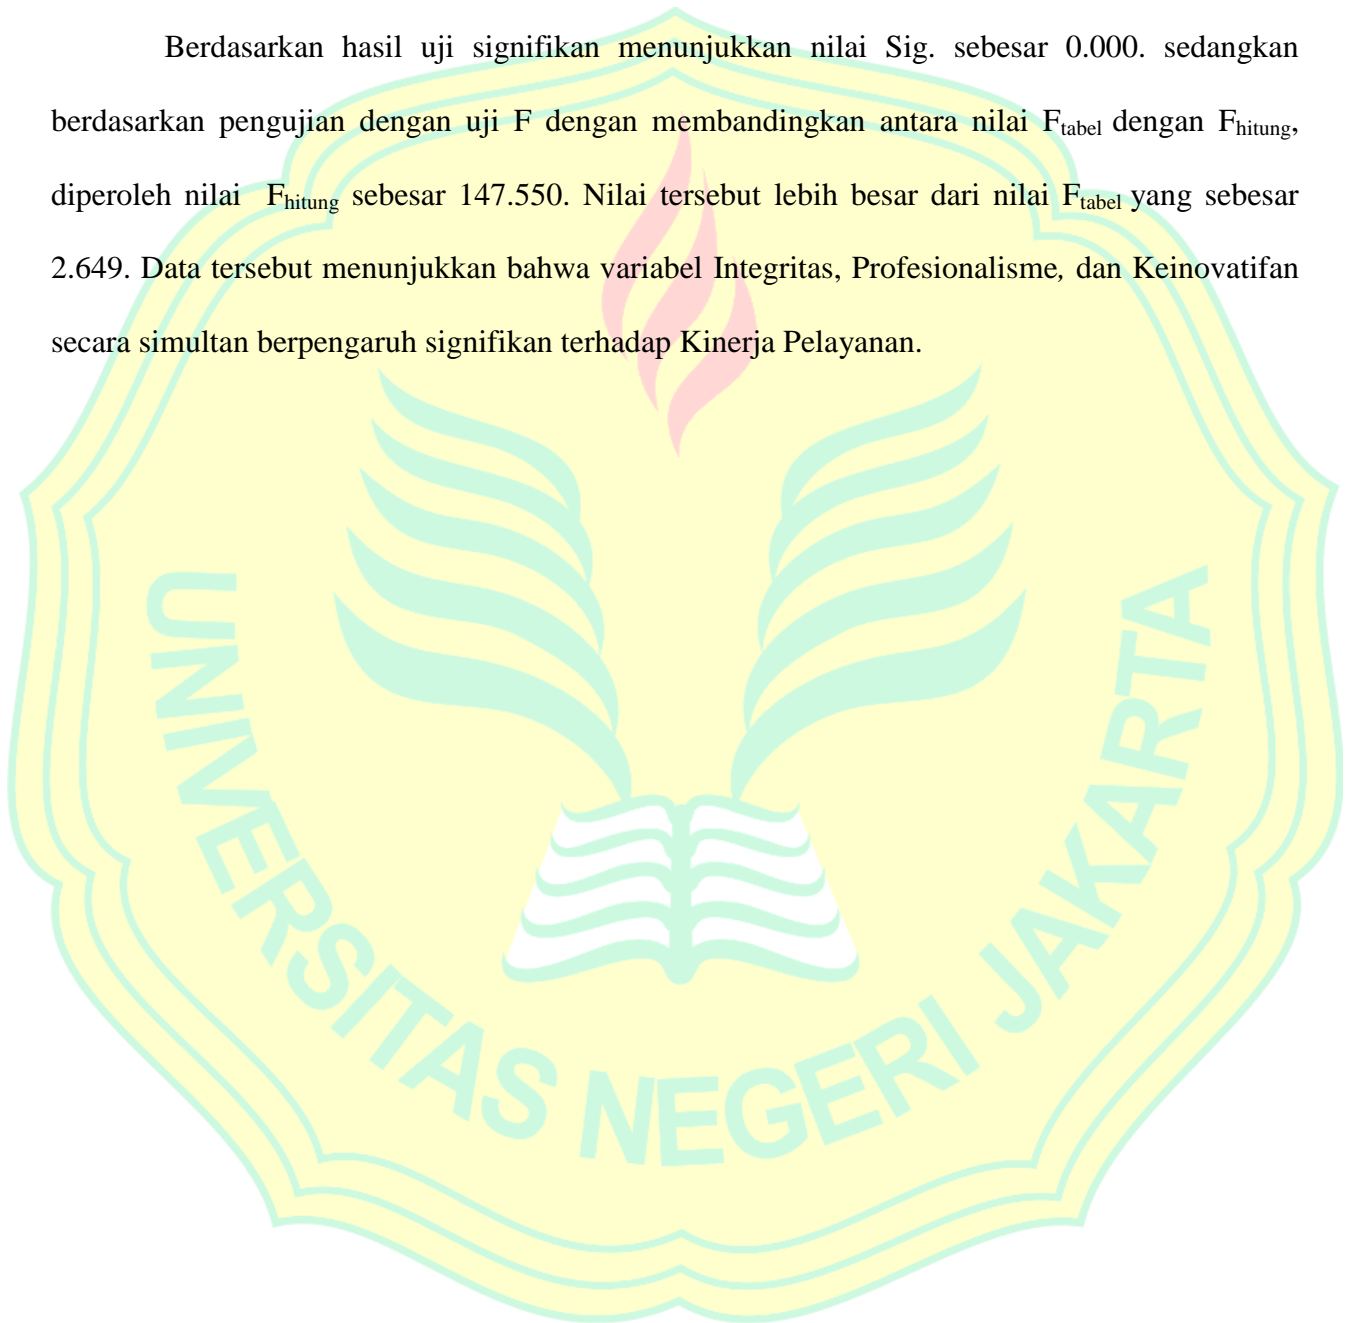 Berdasarkan hasil uji signifikan menunjukkan nilai Sig. sebesar 0.000. sedangkan
berdasarkan pengujian dengan uji F dengan membandingkan antara nilai Ftabel dengan Fhitung,
diperoleh nilai Fhitung sebesar 147.550. Nilai tersebut lebih besar dari nilai Ftabel yang sebesar
2.649. Data tersebut menunjukkan bahwa variabel Integritas, Profesionalisme, dan Keinovatifan
secara simultan berpengaruh signifikan terhadap Kinerja Pelayanan.
UNIVERSITAS NEGERI JAKARTA